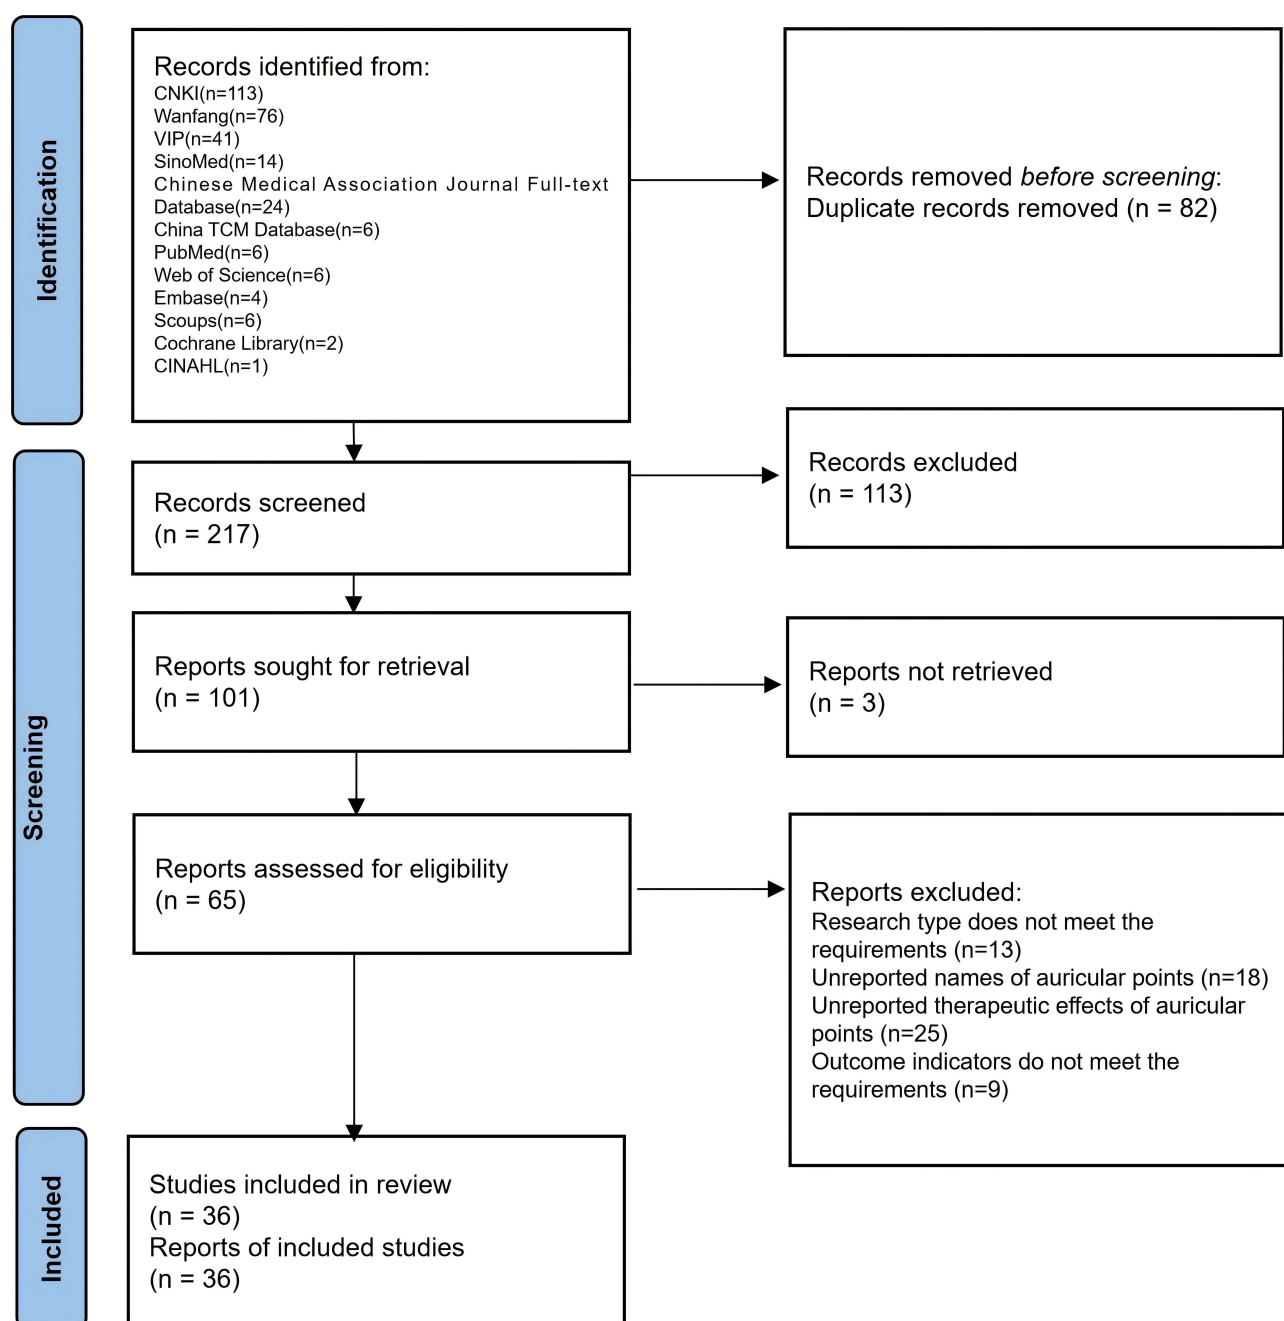 Identification
Records identified from:
CNKI(n=113)
Wanfang(n=76)
VIP(n=41)
SinoMed(n=14)
Chinese Medical Association Journal Full-text
Database(n=24)
China TCM Database(n=6)
PubMed(n=6)
Web of Science(n=6)
Embase(n=4)
Scoups(n=6)
Cochrane Library(n=2)
CINAHL(n=1)
Records removed before screening:
Duplicate records removed (n = 82)
Screening
Records screened
(n = 217)
Records excluded
(n = 113)
Reports sought for retrieval
(n = 101)
Reports not retrieved
(n = 3)
Reports assessed for eligibility
(n = 65)
Reports excluded:
Research type does not meet the
requirements (n=13)
Unreported names of auricular points (n=18)
Unreported therapeutic effects of auricular
points (n=25)
Outcome indicators do not meet the
requirements (n=9)
Included
Studies included in review
(n = 36)
Reports of included studies
(n = 36)